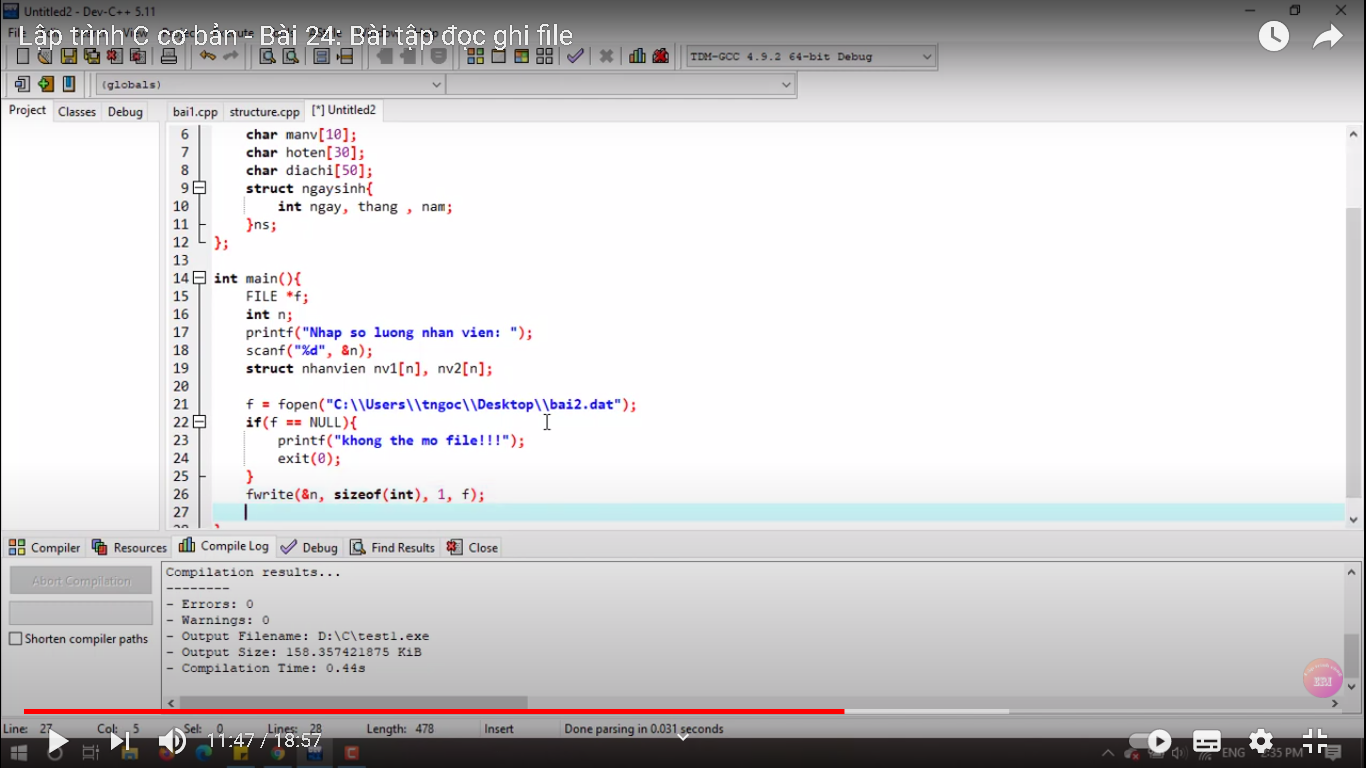 Untitled2 - Dev-C++ 5.11
Lập trình C cơ bản - Bài 24: Bài tập đọc ghi file
TDM-GCC 4.9.2 64-bit Debug
(globals)
Project Classes Debug bai1.cpp structure.cpp [*] Untitled2
6 char manv[10];
7 char hoten[30];
8 char diachi[50];
9 struct ngaysinh{
10 int ngay, thang , nam;
11 }ns;
12 };
13
14 int main(){
15 FILE *f;
16 int n;
17 printf("Nhap so luong nhan vien: ");
18 scanf("%d", &n);
19 struct nhanvien nv1[n], nv2[n];
20
21 f = fopen("C:\\Users\\tngoc\\Desktop\\bai2.dat");
22 if(f == NULL){
23 printf("khong the mo file!!!");
24 exit(0);
25 }
26 fwrite(&n, sizeof(int), 1, f);
27
28 }
Compiler Resources Compile Log Debug Find Results Close
Abort Compilation
Shorten compiler paths
Compilation results...
--------
- Errors: 0
- Warnings: 0
- Output Filename: D:\C\test1.exe
- Output Size: 158.357421875 KiB
- Compilation Time: 0.44s
Line: 27 Col: 5 Sel: 0 Lines: 28 Length: 478 Insert Done parsing in 0.031 seconds
11:47 / 18:57
ENG :35 PM